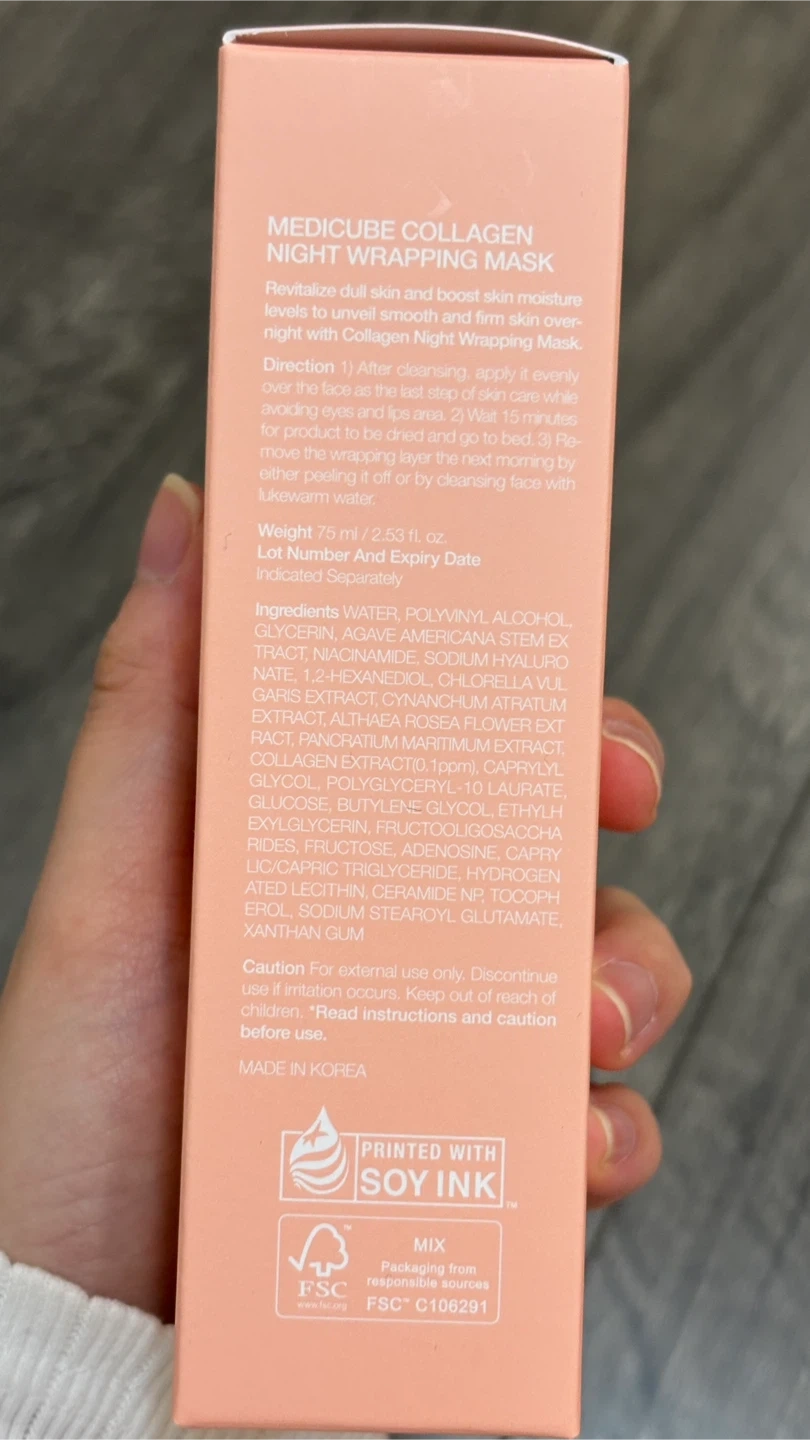 MEDICUBE COLLAGEN
NIGHT WRAPPING MASK
Revitalize dull skin and boost skin moisture
levels to unveil smooth and firm skin over-
night with Collagen Night Wrapping Mask.
Direction 1) After cleansing, apply it evenly
over the face as the last step of skin care while
avoiding eyes and lips area. 2) Wait 15 minutes
for product to be dried and go to bed. 3) Re-
move the wrapping layer the next morning by
either peeling it off or by cleansing face with
lukewarm water.
Weight 75 ml / 2.53 fl. oz.
Lot Number And Expiry Date
Indicated Separately
Ingredients WATER, POLYVINYL ALCOHOL,
GLYCERIN, AGAVE AMERICANA STEM EX
TRACT, NIACINAMIDE, SODIUM HYALURO
NATE, 1,2-HEXANEDIOL, CHLORELLA VUL
GARIS EXTRACT, CYNANCHUM ATRATUM
EXTRACT, ALTHAEA ROSEA FLOWER EXT
RACT, PANCRATIUM MARITIMUM EXTRACT,
COLLAGEN EXTRACT(0.1ppm), CAPRYLYL
GLYCOL, POLYGLYCERYL-10 LAURATE,
GLUCOSE, BUTYLENE GLYCOL, ETHYLH
EXYLGLYCERIN, FRUCTOOLIGOSACCHA
RIDES, FRUCTOSE, ADENOSINE, CAPRY
LIC/CAPRIC TRIGLYCERIDE, HYDROGEN
ATED LECITHIN, CERAMIDE NP, TOCOPH
EROL, SODIUM STEAROYL GLUTAMATE,
XANTHAN GUM
Caution For external use only. Discontinue
use if irritation occurs. Keep out of reach of
children. *Read instructions and caution
before use.
MADE IN KOREA
PRINTED WITH
SOY INK™
FSC™
www.fsc.org
MIX
Packaging from
responsible sources
FSC™ C106291